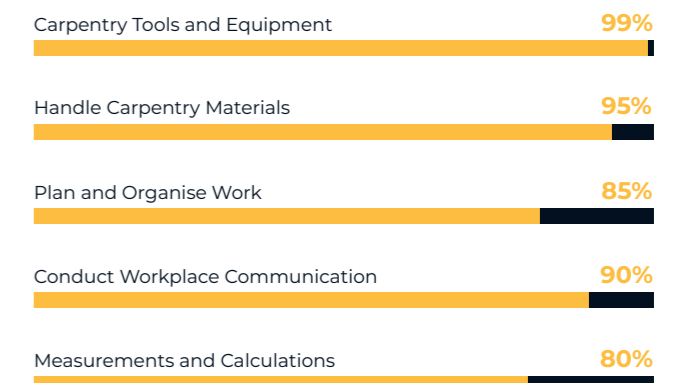 Carpentry Tools and Equipment 99%
Handle Carpentry Materials 95%
Plan and Organise Work 85%
Conduct Workplace Communication 90%
Measurements and Calculations 80%